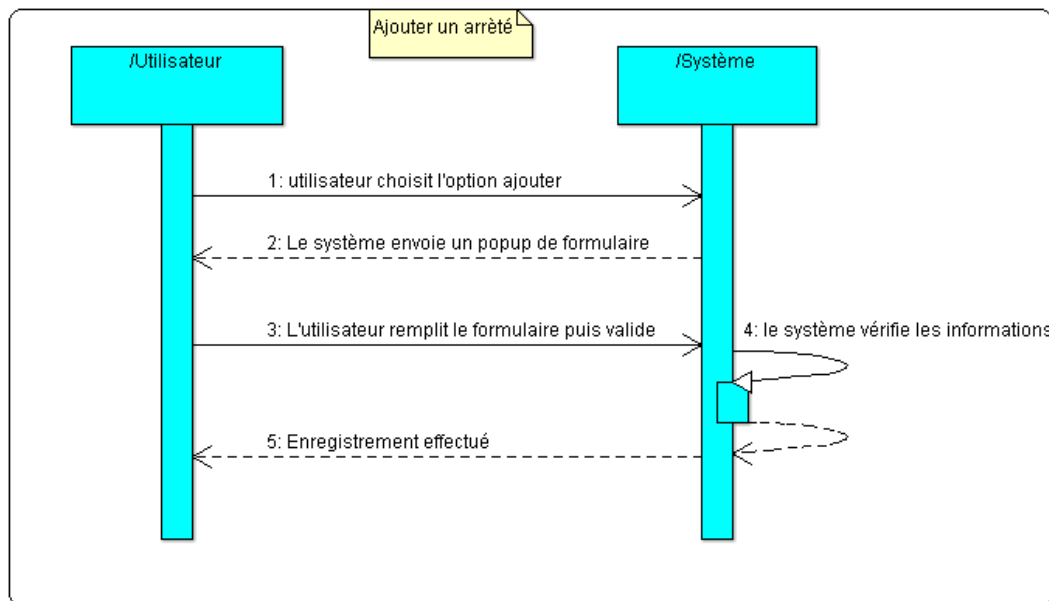 Ajouter un arrèté
/Utilisateur
/Système
1: utilisateur choisit l'option ajouter
2: Le système envoie un popup de formulaire
3: L'utilisateur remplit le formulaire puis valide
4: le système vérifie les informations
5: Enregistrement effectué